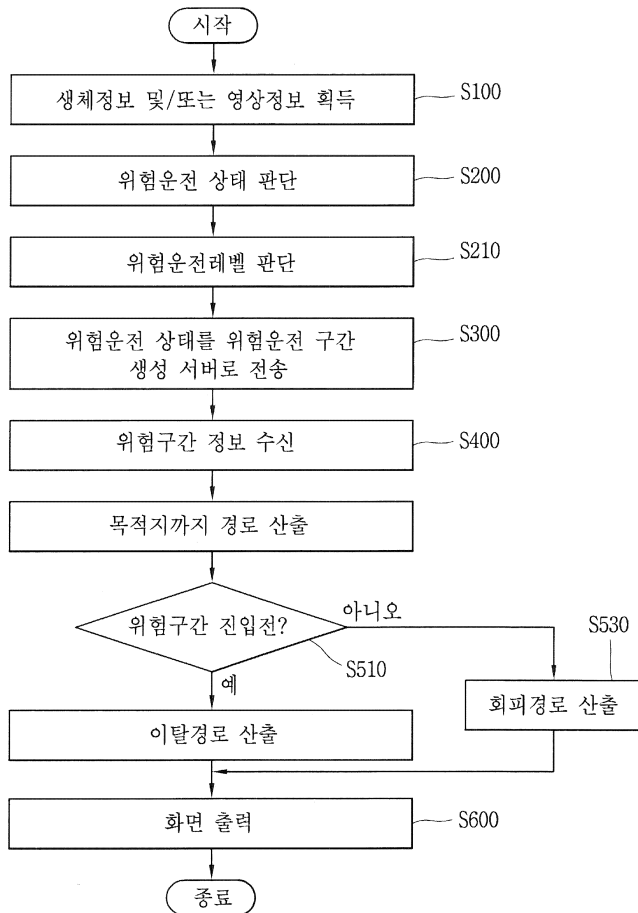 시작
생체정보 및/또는 영상정보 획득
S100
위험운전 상태 판단
S200
위험운전레벨 판단
S210
위험운전 상태를 위험운전 구간
생성 서버로 전송
S300
위험구간 정보 수신
S400
목적지까지 경로 산출
위험구간 진입전?
아니오
S510
예
S530
회피경로 산출
이탈경로 산출
화면 출력
S600
종료